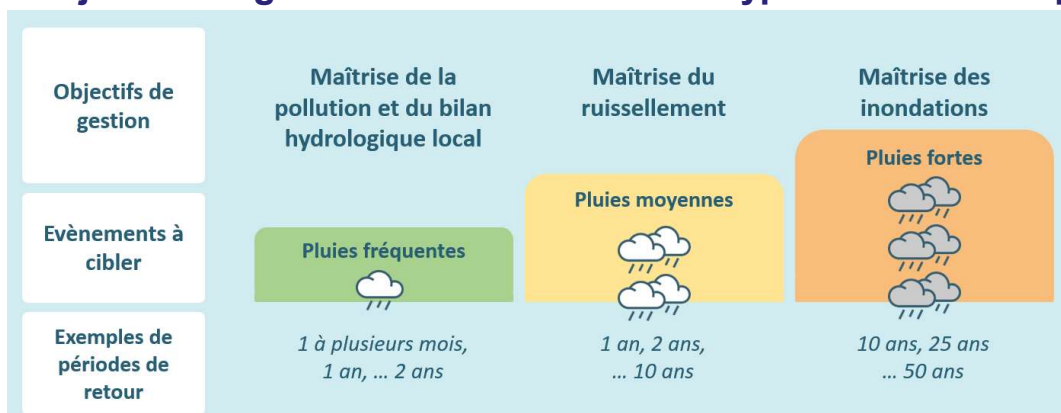 Objectifs de
gestion
Maîtrise de la
pollution et du bilan
hydrologique local
Maîtrise du
ruissellement
Maîtrise des
inondations
Evènements à
cibler
Pluies fréquentes
Pluies moyennes
Pluies fortes
Exemples de
périodes de
retour
1 à plusieurs mois,
1 an, ... 2 ans
1 an, 2 ans,
... 10 ans
10 ans, 25 ans
... 50 ans